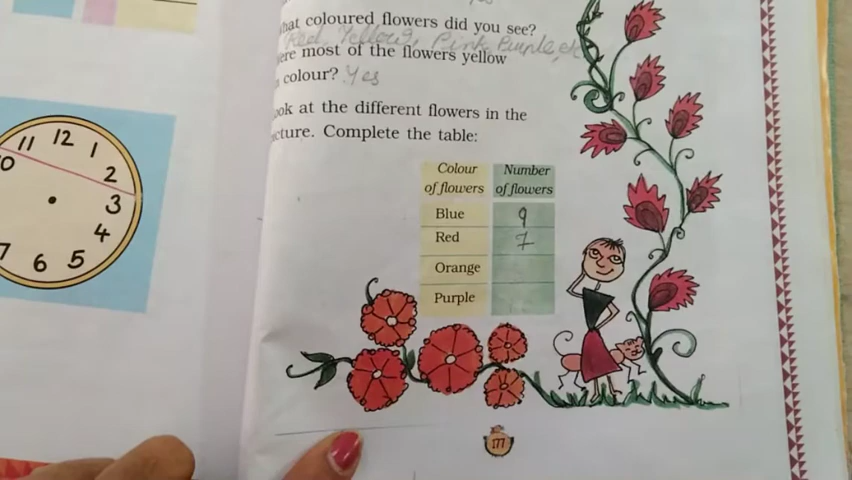 hat coloured flowers did you see?
Red, Yellow, Pink, Purple, etc
ere most of the flowers yellow
colour? Yes
ook at the different flowers in the
icture. Complete the table:
Colour of flowers Number of flowers
Blue 9
Red 7
Orange
Purple
177
11 12 1
0 2
3
4
7 6 5